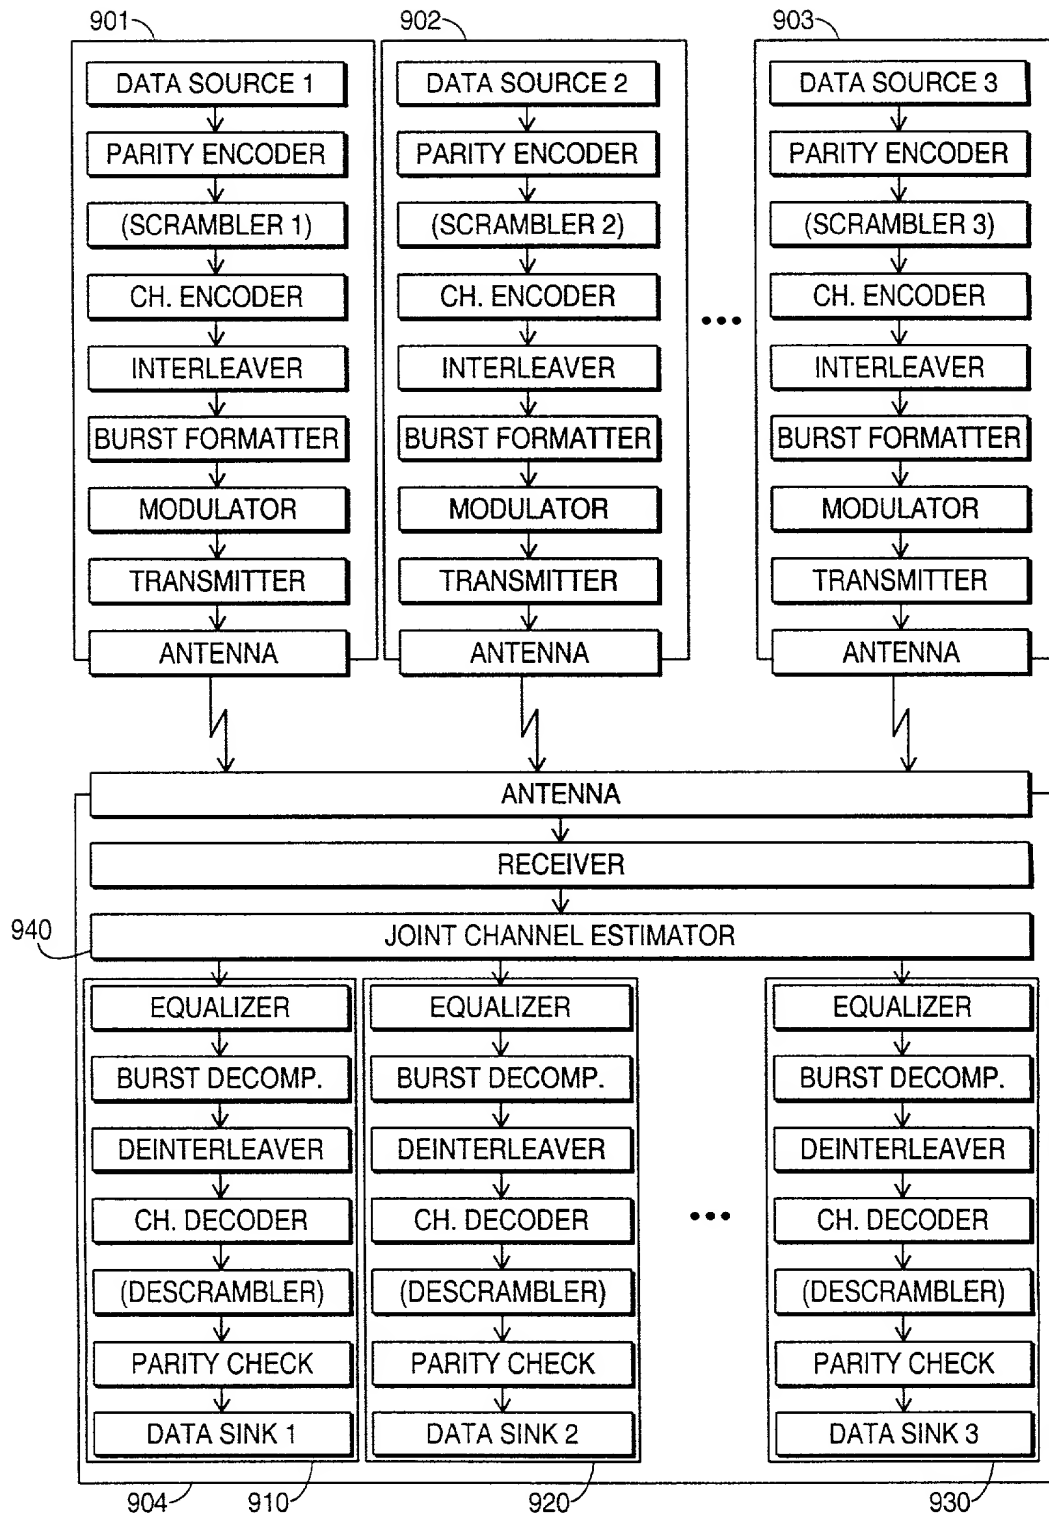 901 902 903
DATA SOURCE 1 DATA SOURCE 2 DATA SOURCE 3
PARITY ENCODER PARITY ENCODER PARITY ENCODER
(SCRAMBLER 1) (SCRAMBLER 2) (SCRAMBLER 3)
CH. ENCODER CH. ENCODER CH. ENCODER
INTERLEAVER INTERLEAVER INTERLEAVER
BURST FORMATTER BURST FORMATTER BURST FORMATTER
MODULATOR MODULATOR MODULATOR
TRANSMITTER TRANSMITTER TRANSMITTER
ANTENNA ANTENNA ANTENNA
ANTENNA
RECEIVER
940 JOINT CHANNEL ESTIMATOR
EQUALIZER EQUALIZER EQUALIZER
BURST DECOMP. BURST DECOMP. BURST DECOMP.
DEINTERLEAVER DEINTERLEAVER DEINTERLEAVER
CH. DECODER CH. DECODER CH. DECODER
(DESCRAMBLER) (DESCRAMBLER) (DESCRAMBLER)
PARITY CHECK PARITY CHECK PARITY CHECK
DATA SINK 1 DATA SINK 2 DATA SINK 3
904 910 920 930